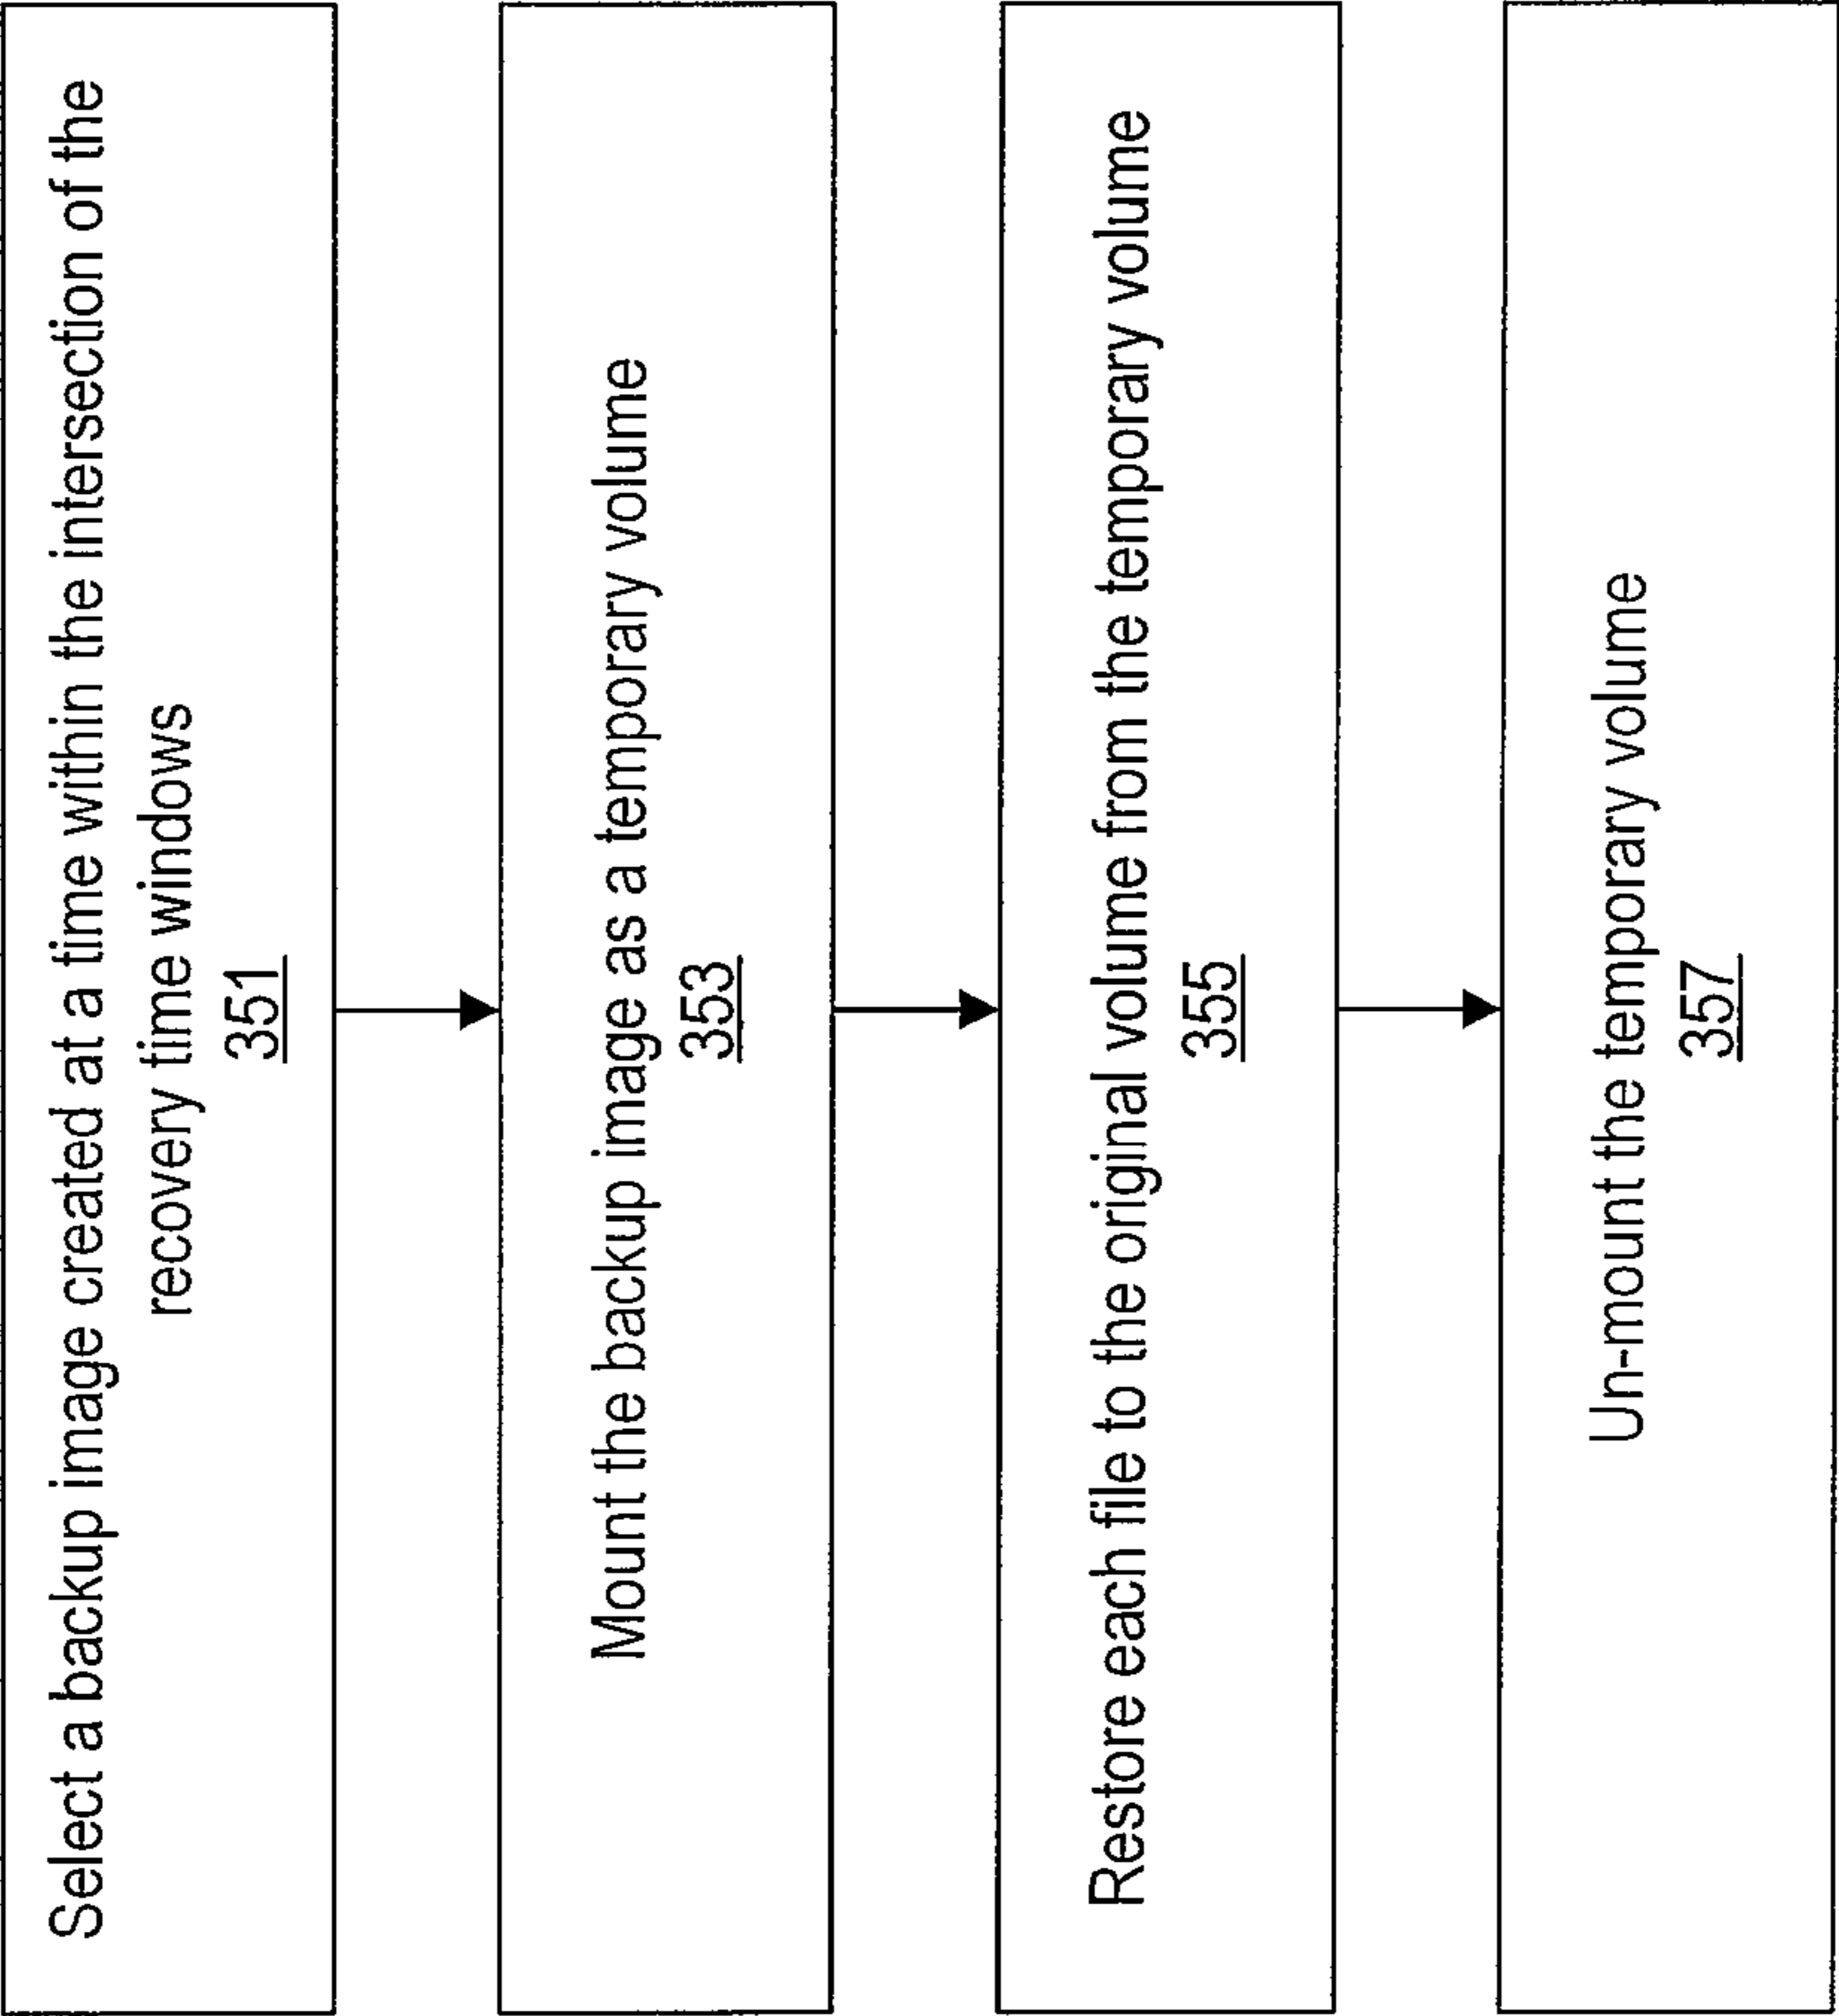 Select a backup image created at a time within the intersection of the
recovery time windows
351
Mount the backup image as a temporary volume
353
Restore each file to the original volume from the temporary volume
355
Un-mount the temporary volume
357